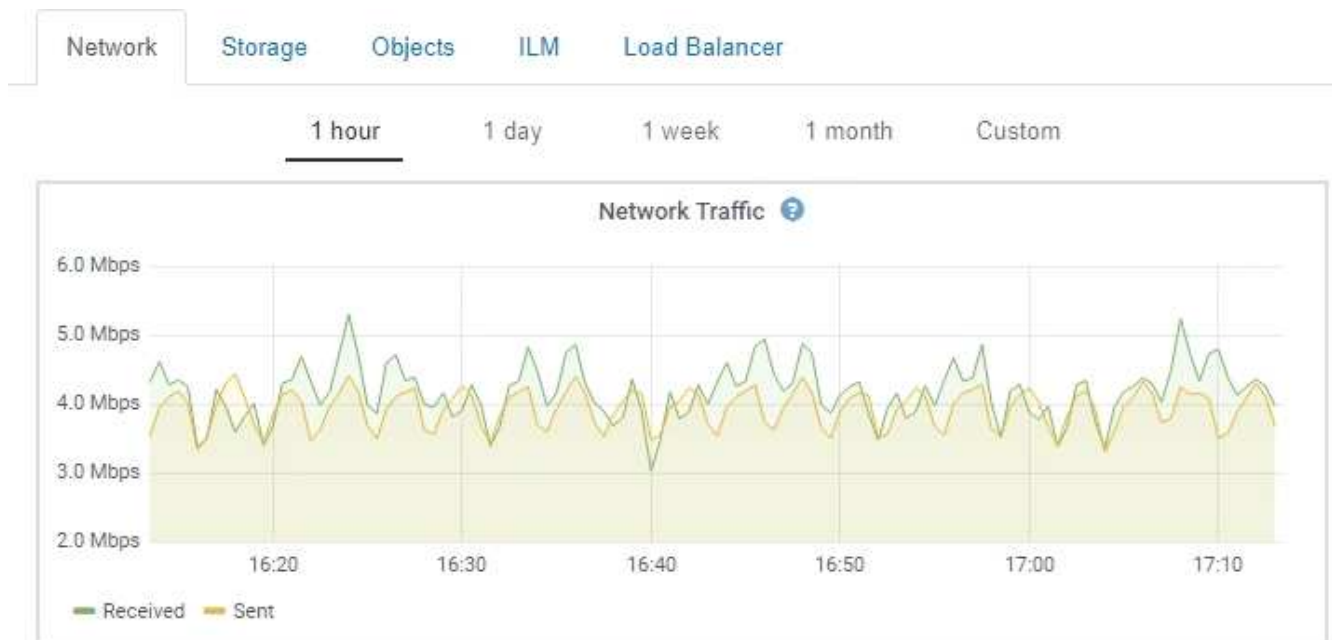 Network Storage Objects ILM Load Balancer
1 hour 1 day 1 week 1 month Custom
Network Traffic ?
6.0 Mbps
5.0 Mbps
4.0 Mbps
3.0 Mbps
2.0 Mbps
16:20 16:30 16:40 16:50 17:00 17:10
Received Sent